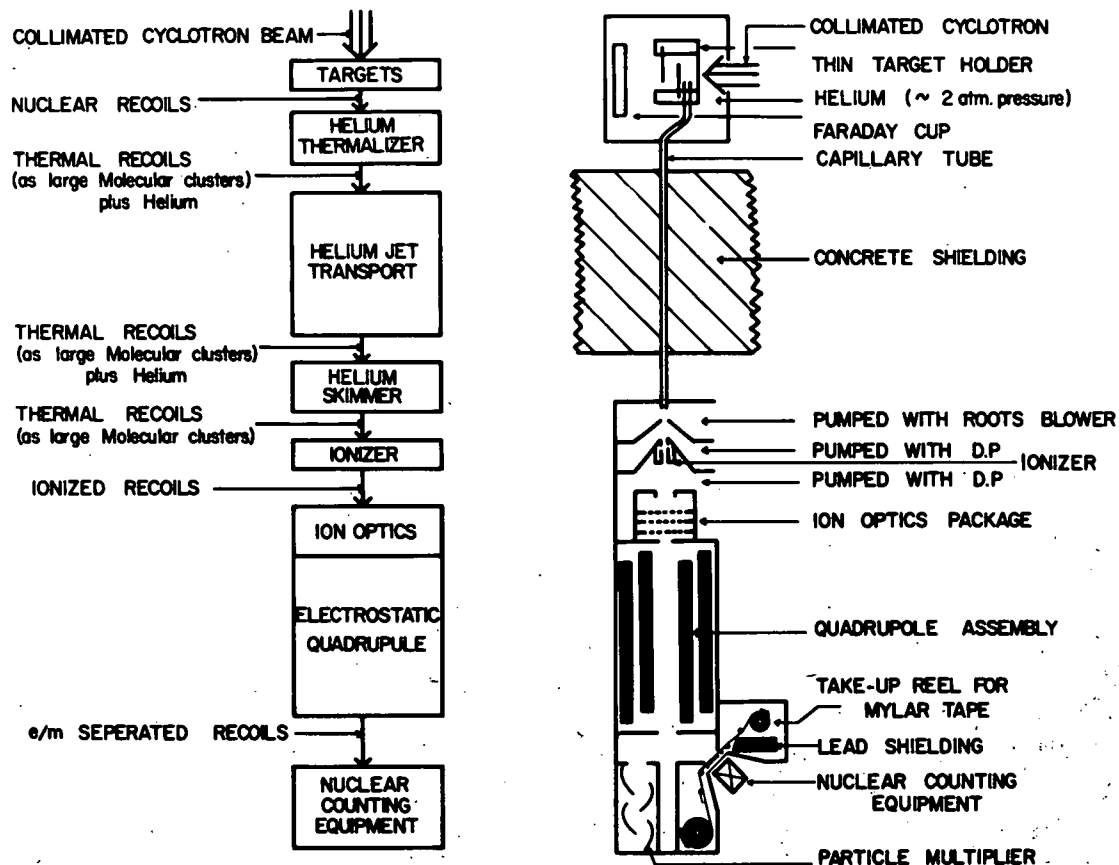 COLLIMATED CYCLOTRON BEAM
TARGETS
NUCLEAR RECOILS
HELIUM
THERMALIZER
THERMAL RECOILS
(as large Molecular clusters)
plus Helium
HELIUM JET
TRANSPORT
THERMAL RECOILS
(as large Molecular clusters)
plus Helium
HELIUM
SKIMMER
THERMAL RECOILS
(as large Molecular clusters)
IONIZER
IONIZED RECOILS
ION OPTICS
ELECTROSTATIC
QUADRUPULE
e/m SEPERATED RECOILS
NUCLEAR
COUNTING
EQUIPMENT
COLLIMATED CYCLOTRON
THIN TARGET HOLDER
HELIUM (~ 2 atm. pressure)
FARADAY CUP
CAPILLARY TUBE
CONCRETE SHIELDING
PUMPED WITH ROOTS BLOWER
PUMPED WITH D.P
IONIZER
PUMPED WITH D.P
ION OPTICS PACKAGE
QUADRUPOLE ASSEMBLY
TAKE-UP REEL FOR
MYLAR TAPE
LEAD SHIELDING
NUCLEAR COUNTING
EQUIPMENT
PARTICLE MULTIPLIER